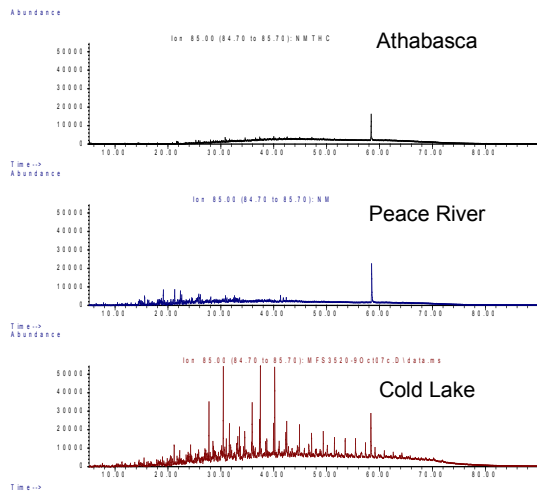 Abundance
Ion 85.00 (84.70 to 85.70): NMTHC
Athabasca
50000
40000
30000
20000
10000
0
10.00 20.00 30.00 40.00 50.00 60.00 70.00 80.00
Time-->
Abundance
Ion 85.00 (84.70 to 85.70): NM
Peace River
50000
40000
30000
20000
10000
0
10.00 20.00 30.00 40.00 50.00 60.00 70.00 80.00
Time-->
Abundance
Ion 85.00 (84.70 to 85.70): MFS3520-9Oct07c.D\data.ms
Cold Lake
50000
40000
30000
20000
10000
0
10.00 20.00 30.00 40.00 50.00 60.00 70.00 80.00
Time-->